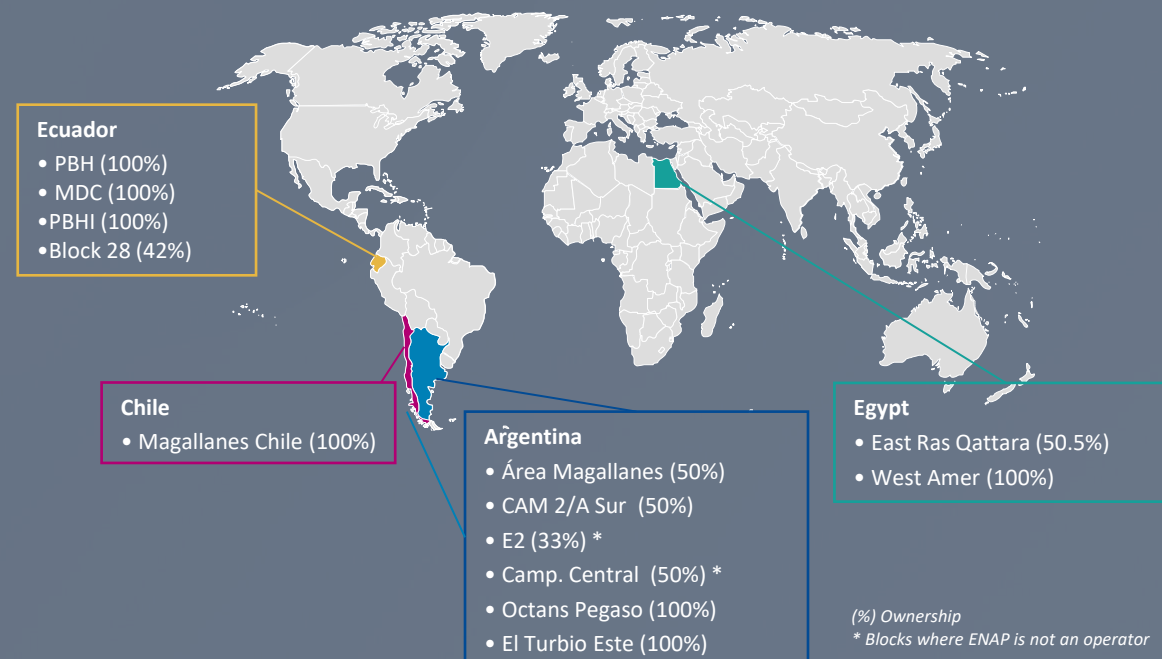 Ecuador
• PBH (100%)
• MDC (100%)
•PBHI (100%)
•Block 28 (42%)
Chile
• Magallanes Chile (100%)
Argentina
• Área Magallanes (50%)
• CAM 2/A Sur (50%)
• E2 (33%) *
• Camp. Central (50%) *
• Octans Pegaso (100%)
• El Turbio Este (100%)
Egypt
• East Ras Qattara (50.5%)
• West Amer (100%)
(%) Ownership
* Blocks where ENAP is not an operator